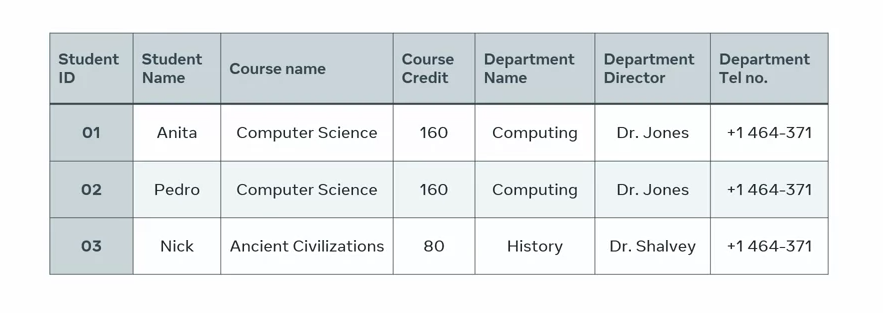 Student ID | Student Name | Course name | Course Credit | Department Name | Department Director | Department Tel no.
01 | Anita | Computer Science | 160 | Computing | Dr. Jones | +1 464-371
02 | Pedro | Computer Science | 160 | Computing | Dr. Jones | +1 464-371
03 | Nick | Ancient Civilizations | 80 | History | Dr. Shalvey | +1 464-371